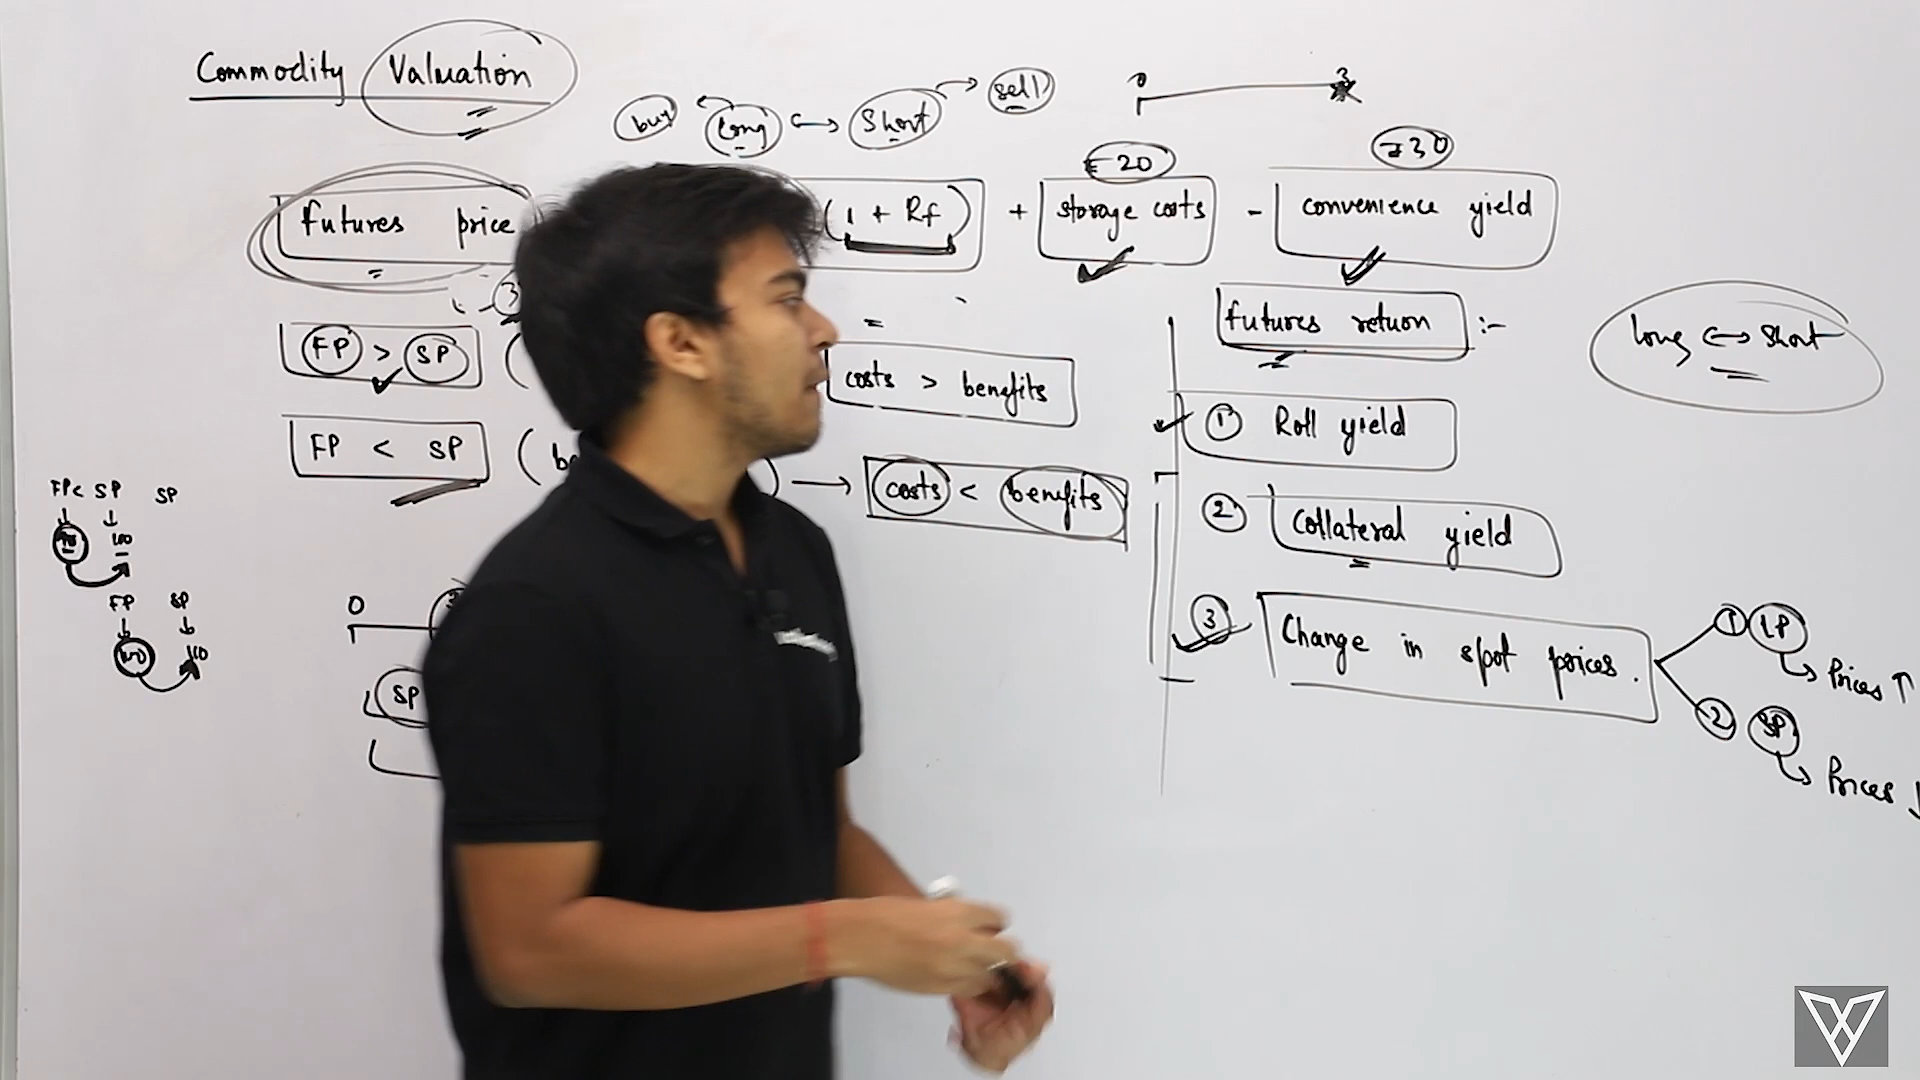 Commodity Valuation
buy long ↔ short → sell
0 3
20 30
futures price (1 + Rf) + storage costs - convenience yield
FP > SP ( costs > benefits
futures return :-
long ↔ short
FP < SP ( → costs < benefits
① Roll yield
② Collateral yield
③ Change in spot prices.
① LP
→ Prices ↑
② SP
→ Prices ↓
FP < SP SP
100
FP SP
110
0
SP